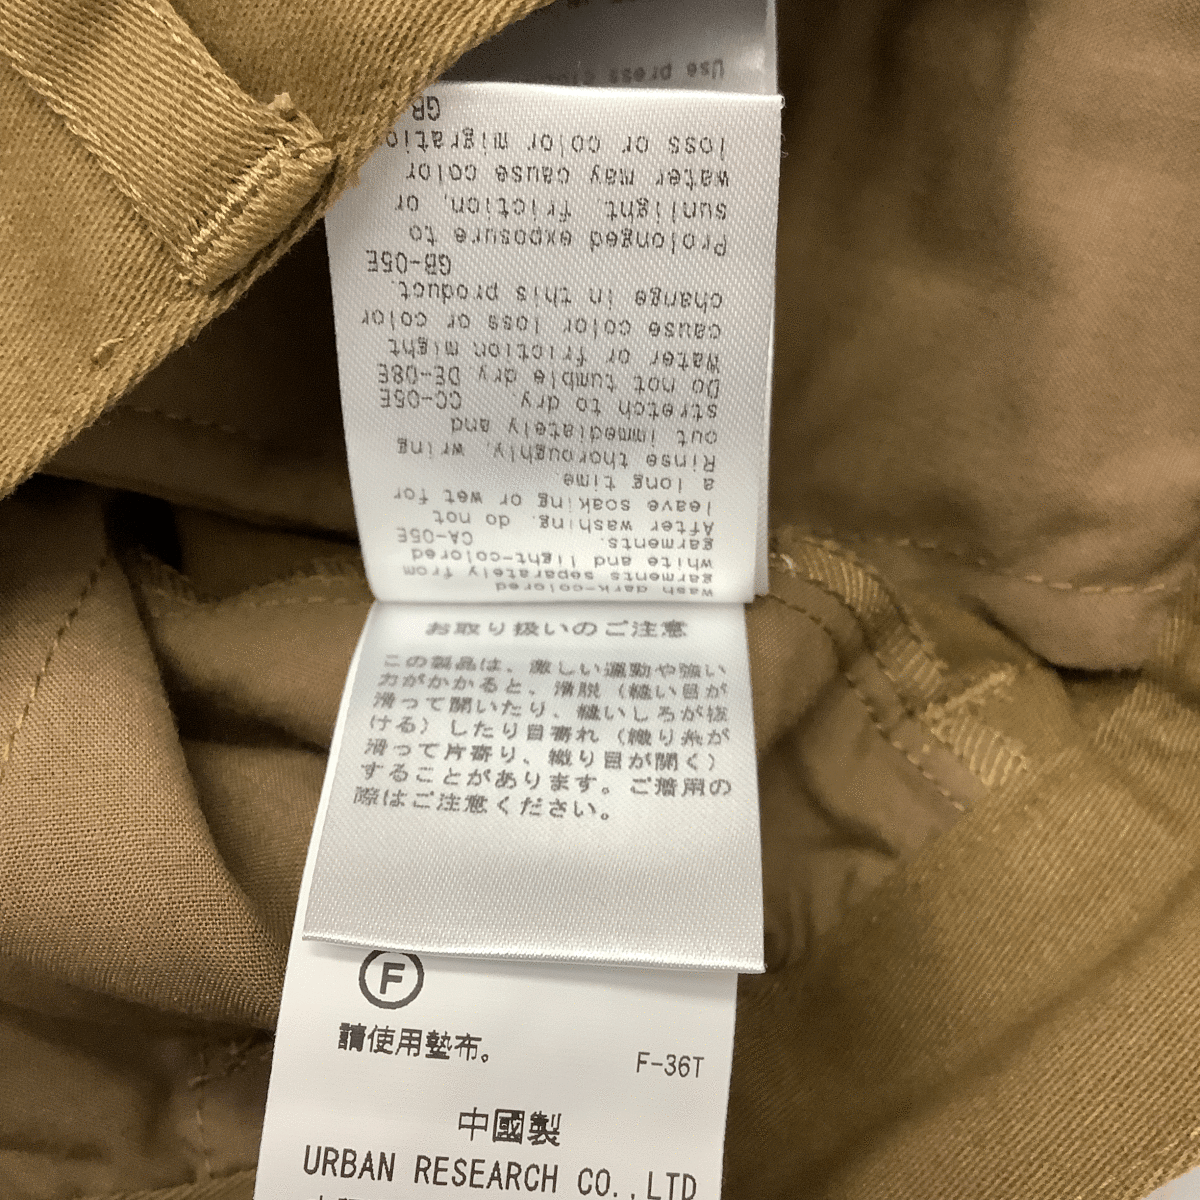 Use press
wash dark-colored
garments separately from
white and light-colored
garments. CA-05E
After washing, do not
leave soaking or wet for
a long time
Rinse thoroughly, wring
out immediately and
stretch to dry. CC-05E
Do not tumble dry DE-08E
Water or friction might
cause color loss or color
change in this product.
GB-05E
Prolonged exposure to
sunlight, friction, or
water may cause color
loss or color migratio
GB
お取り扱いのご注意
この製品は、激しい運動や強い
力がかかると、滑脱（縫い目が
滑って開いたり、縫いしろが抜
ける）したり目寄れ（織り糸が
滑って片寄り、織り目が開く）
することがあります。ご着用の
際はご注意ください。
F
請使用墊布。
F-36T
中國製
URBAN RESEARCH CO.,LTD